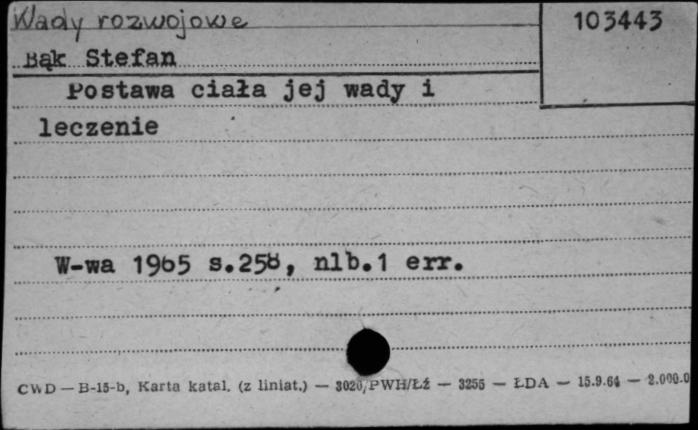 Wady rozwojowe
103443
Bąk Stefan
Postawa ciała jej wady i
leczenie
W-wa 1965 s.258, nlb.1 err.
CWD — B-15-b, Karta katal. (z liniat.) — 3020/PWH/Łź — 3255 — ŁDA — 15.9.64 — 2.000.0